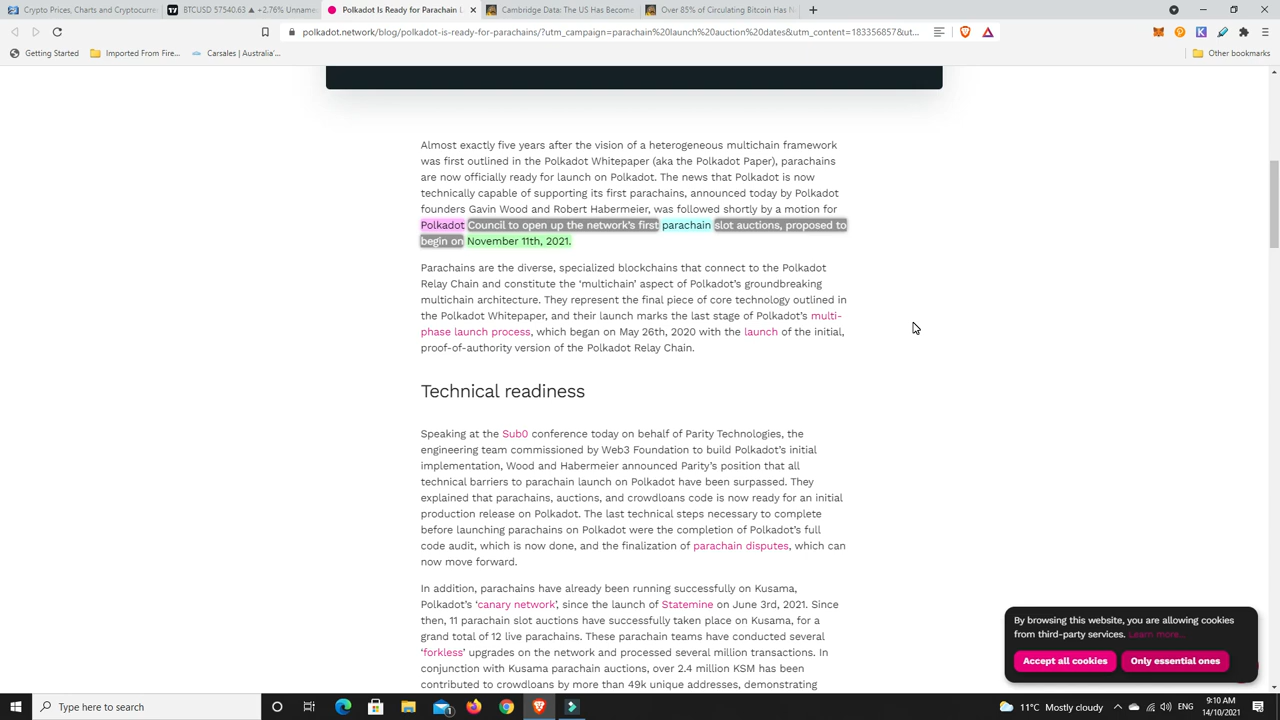 Crypto Prices, Charts and Cryptocurr
BTCUSD 57540.63 ▲ +2.76% Unname
Polkadot Is Ready for Parachain L
Cambridge Data: The US Has Become
Over 85% of Circulating Bitcoin Has N
polkadot.network/blog/polkadot-is-ready-for-parachains/?utm_campaign=parachain%20launch%20auction%20dates&utm_content=183356857&ut...
Getting Started
Imported From Fire...
Carsales | Australia'...
Other bookmarks
Almost exactly five years after the vision of a heterogeneous multichain framework
was first outlined in the Polkadot Whitepaper (aka the Polkadot Paper), parachains
are now officially ready for launch on Polkadot. The news that Polkadot is now
technically capable of supporting its first parachains, announced today by Polkadot
founders Gavin Wood and Robert Habermeier, was followed shortly by a motion for
Polkadot Council to open up the network's first parachain slot auctions, proposed to
begin on November 11th, 2021.
Parachains are the diverse, specialized blockchains that connect to the Polkadot
Relay Chain and constitute the 'multichain' aspect of Polkadot's groundbreaking
multichain architecture. They represent the final piece of core technology outlined in
the Polkadot Whitepaper, and their launch marks the last stage of Polkadot's multi-
phase launch process, which began on May 26th, 2020 with the launch of the initial,
proof-of-authority version of the Polkadot Relay Chain.
Technical readiness
Speaking at the Sub0 conference today on behalf of Parity Technologies, the
engineering team commissioned by Web3 Foundation to build Polkadot's initial
implementation, Wood and Habermeier announced Parity's position that all
technical barriers to parachain launch on Polkadot have been surpassed. They
explained that parachains, auctions, and crowdloans code is now ready for an initial
production release on Polkadot. The last technical steps necessary to complete
before launching parachains on Polkadot were the completion of Polkadot's full
code audit, which is now done, and the finalization of parachain disputes, which can
now move forward.
In addition, parachains have already been running successfully on Kusama,
Polkadot's 'canary network', since the launch of Statemine on June 3rd, 2021. Since
then, 11 parachain slot auctions have successfully taken place on Kusama, for a
grand total of 12 live parachains. These parachain teams have conducted several
'forkless' upgrades on the network and processed several million transactions. In
conjunction with Kusama parachain auctions, over 2.4 million KSM has been
contributed to crowdloans by more than 49k unique addresses, demonstrating
By browsing this website, you are allowing cookies
from third-party services. Learn more...
Accept all cookies
Only essential ones
Type here to search
1
11°C Mostly cloudy
ENG
9:10 AM
14/10/2021